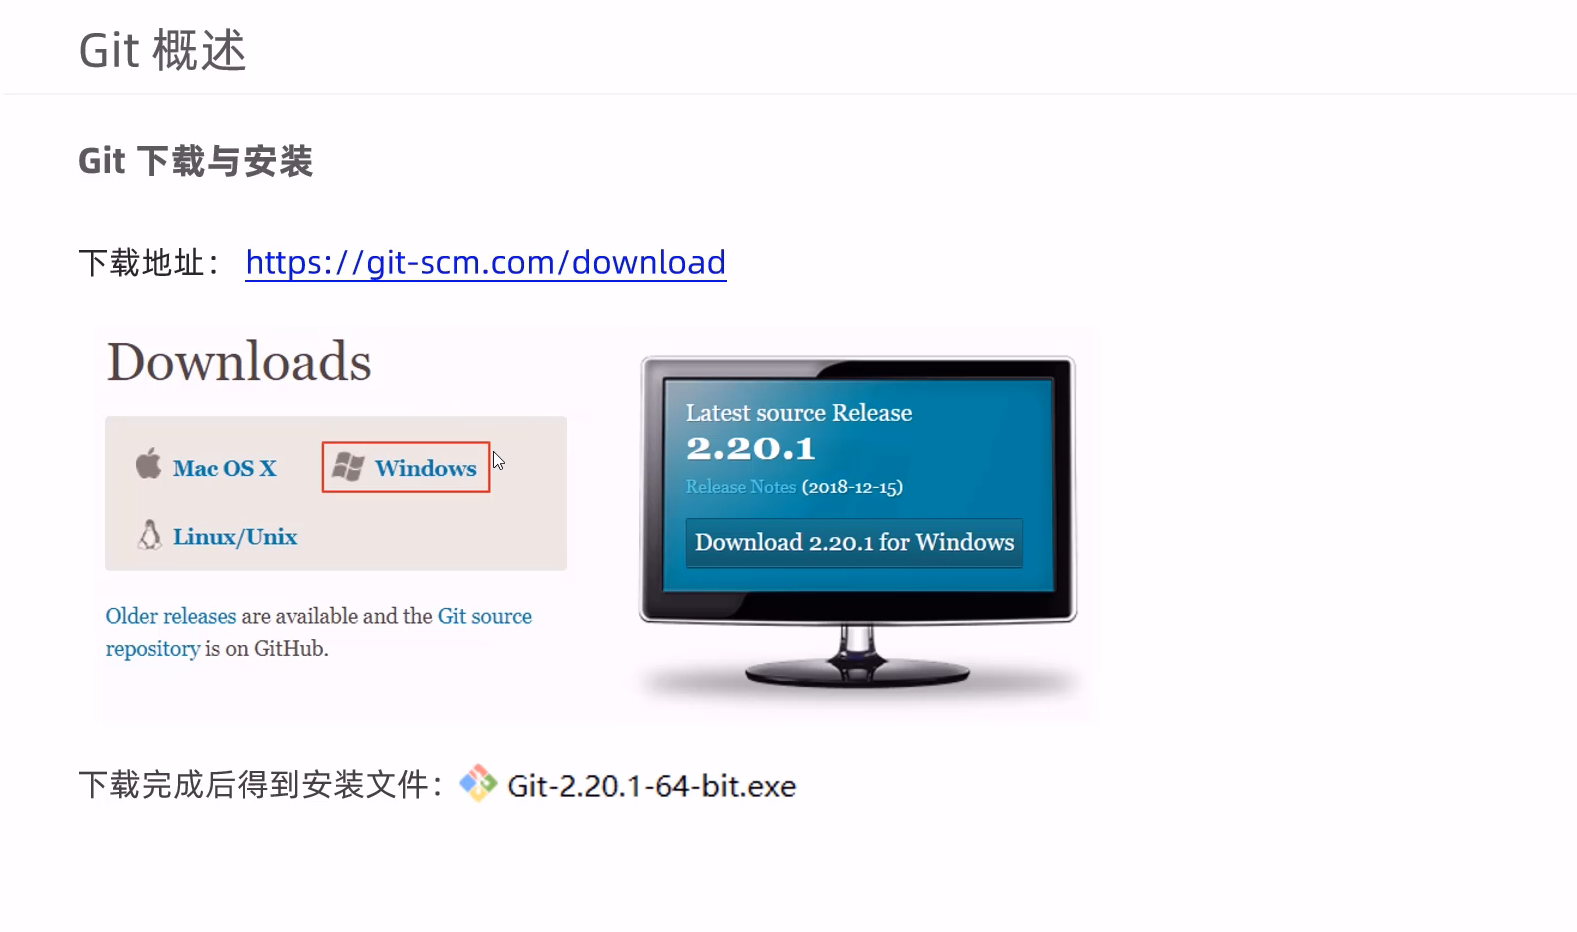 Git 概述
Git 下载与安装
下载地址： https://git-scm.com/download
Downloads
Mac OS X
Windows
Linux/Unix
Older releases are available and the Git source
repository is on GitHub.
Latest source Release
2.20.1
Release Notes (2018-12-15)
Download 2.20.1 for Windows
下载完成后得到安装文件： Git-2.20.1-64-bit.exe